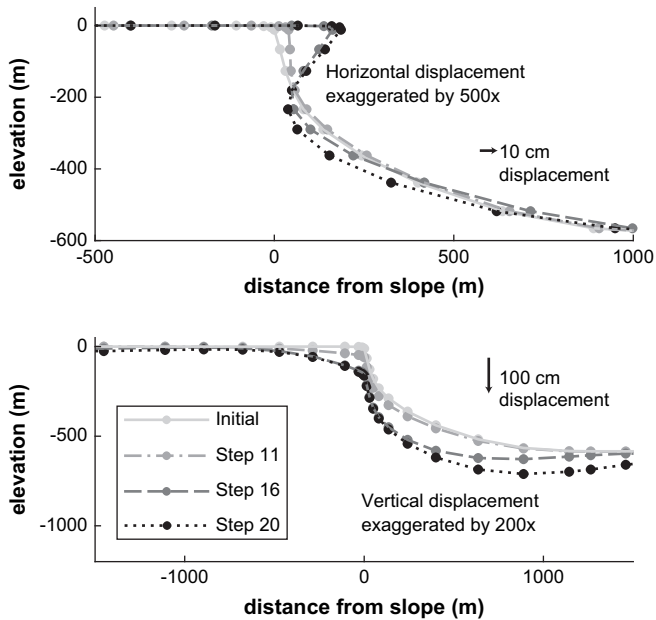 0
-200
-400
-600
elevation (m)
Horizontal displacement
exaggerated by 500x
10 cm
displacement
-500
0
500
1000
distance from slope (m)
0
-500
-1000
elevation (m)
100 cm
displacement
Initial
Step 11
Step 16
Step 20
Vertical displacement
exaggerated by 200x
-1000
0
1000
distance from slope (m)